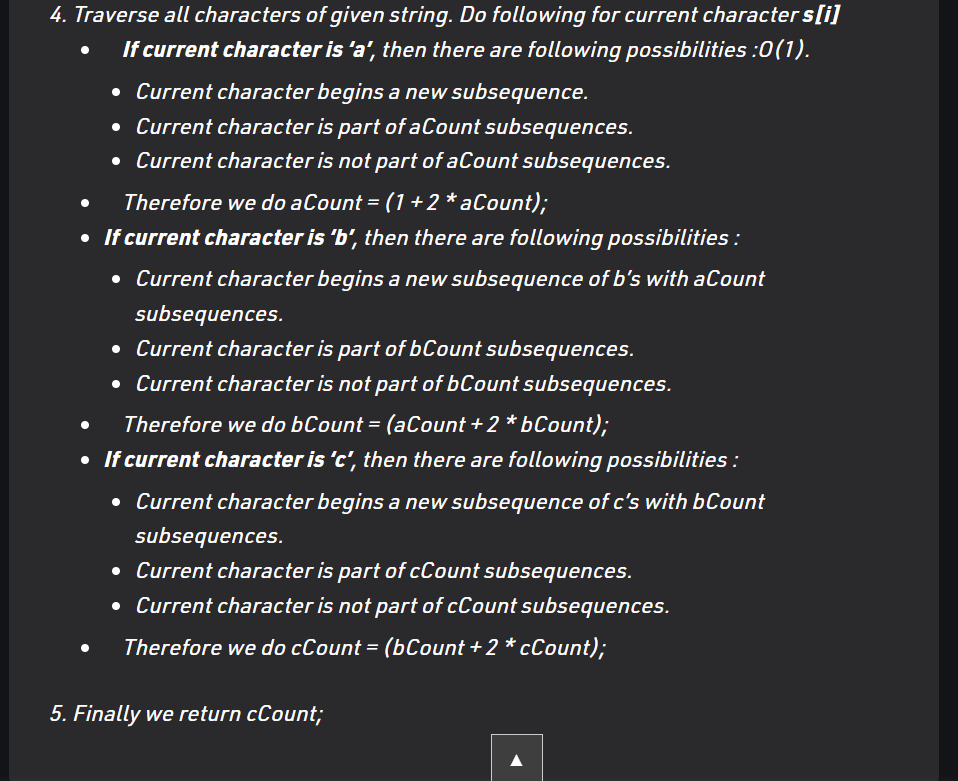 4. Traverse all characters of given string. Do following for current character s[i]
• If current character is ‘a’, then there are following possibilities :O(1).
• Current character begins a new subsequence.
• Current character is part of aCount subsequences.
• Current character is not part of aCount subsequences.
• Therefore we do aCount = (1 + 2 * aCount);
• If current character is ‘b’, then there are following possibilities :
• Current character begins a new subsequence of b’s with aCount
subsequences.
• Current character is part of bCount subsequences.
• Current character is not part of bCount subsequences.
• Therefore we do bCount = (aCount + 2 * bCount);
• If current character is ‘c’, then there are following possibilities :
• Current character begins a new subsequence of c’s with bCount
subsequences.
• Current character is part of cCount subsequences.
• Current character is not part of cCount subsequences.
• Therefore we do cCount = (bCount + 2 * cCount);
5. Finally we return cCount;